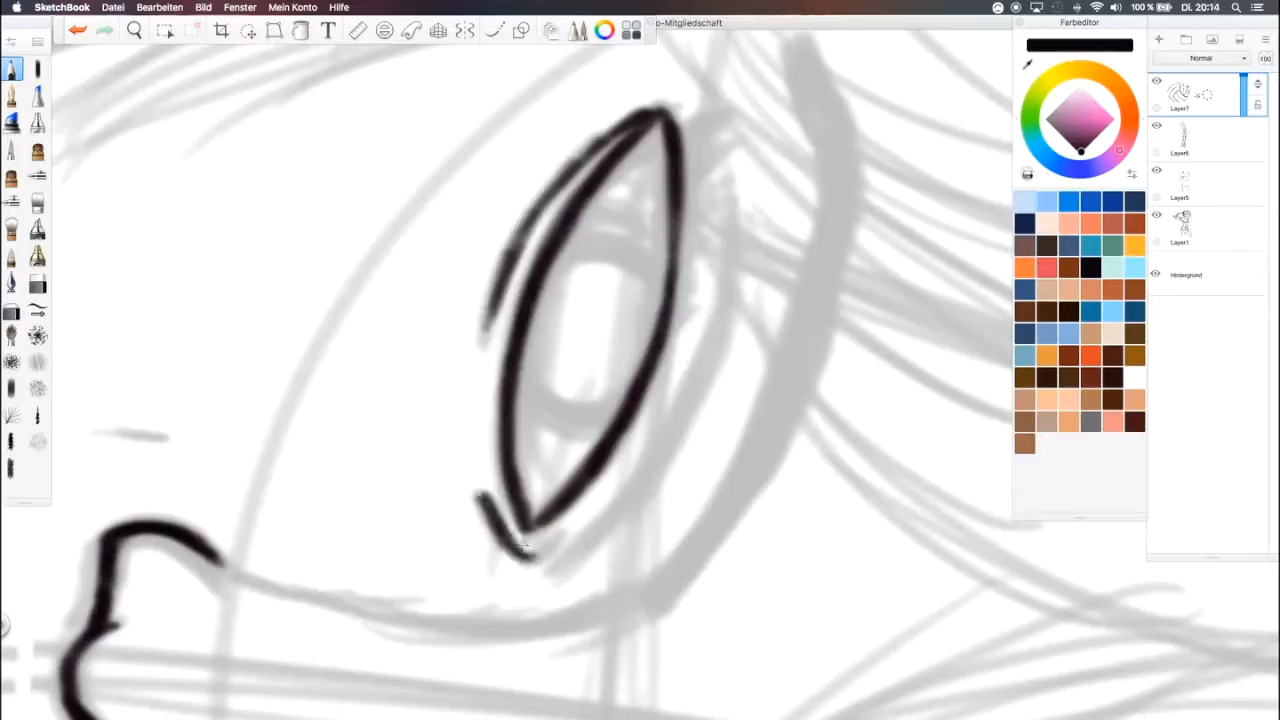 SketchBook Datei Bearbeiten Bild Fenster Mein Konto Hilfe 100 % Di. 20:14
o-Mitgliedschaft
Farbeditor
Normal 100
Layer7
Layer6
Layer5
Layer1
Hintergrund